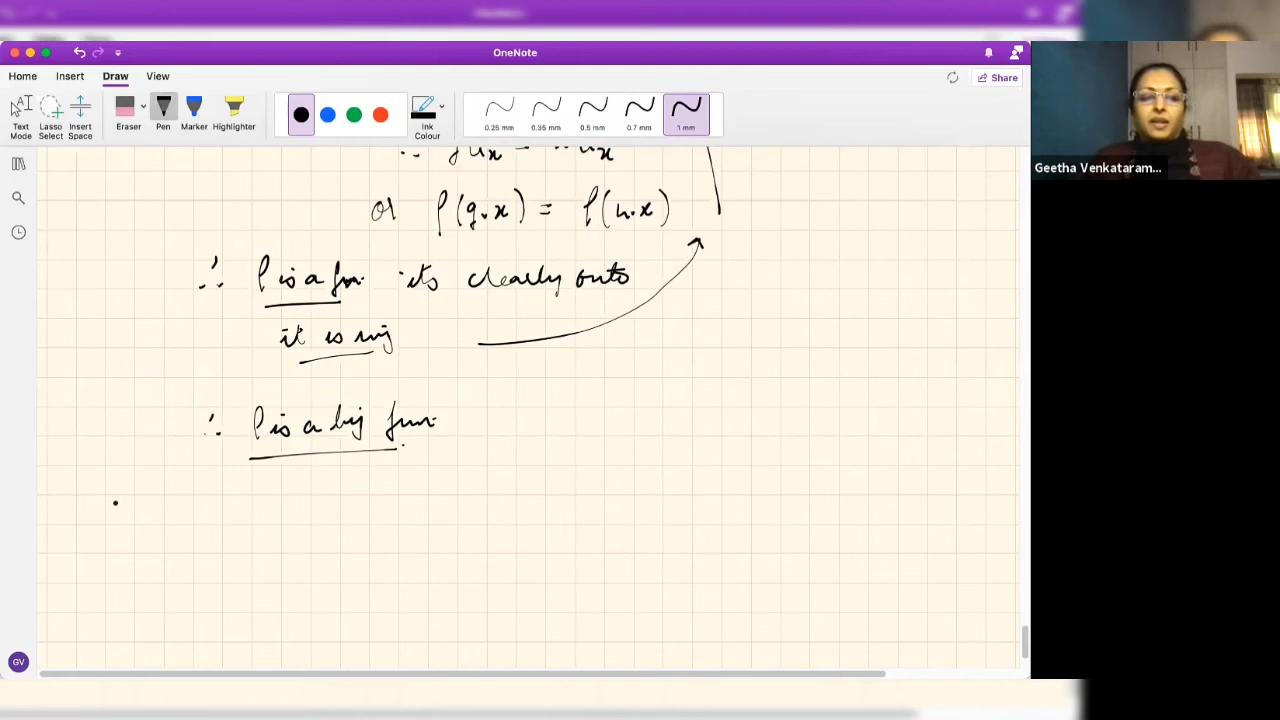 OneNote
Home Insert Draw View
Share
Text Mode
Lasso Select
Insert Space
Eraser
Pen
Marker
Highlighter
Ink Colour
0.25 mm
0.35 mm
0.5 mm
0.7 mm
1 mm
Geetha Venkataram...
or f(g.x) = f(h.x)
∴ f is a fun. its clearly onto
it is inj
∴ f is a bij fun.
GV